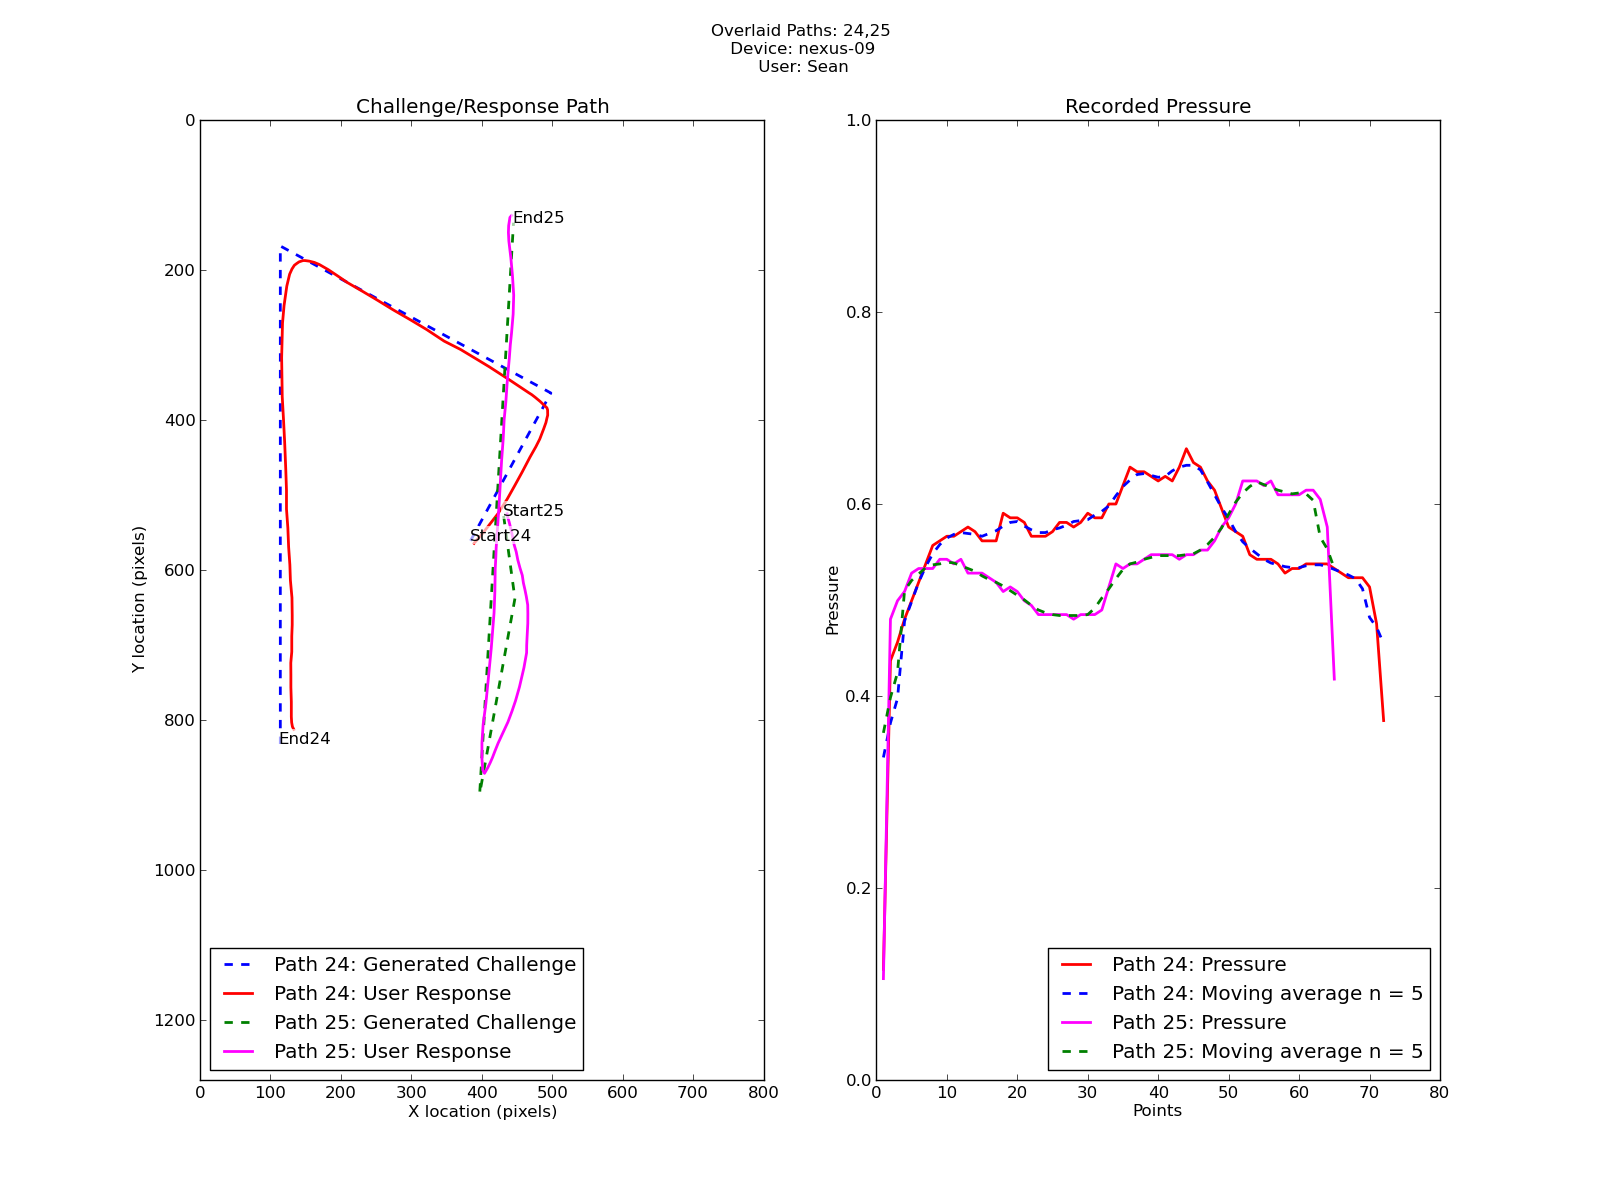 Overlaid Paths: 24,25
Device: nexus-09
User: Sean
Challenge/Response Path
0
200
400
600
800
1000
1200
Y location (pixels)
End25
Start25
Start24
End24
Path 24: Generated Challenge
Path 24: User Response
Path 25: Generated Challenge
Path 25: User Response
0 100 200 300 400 500 600 700 800
X location (pixels)
Recorded Pressure
1.0
0.8
0.6
0.4
0.2
0.0
Pressure
Path 24: Pressure
Path 24: Moving average n = 5
Path 25: Pressure
Path 25: Moving average n = 5
0 10 20 30 40 50 60 70 80
Points